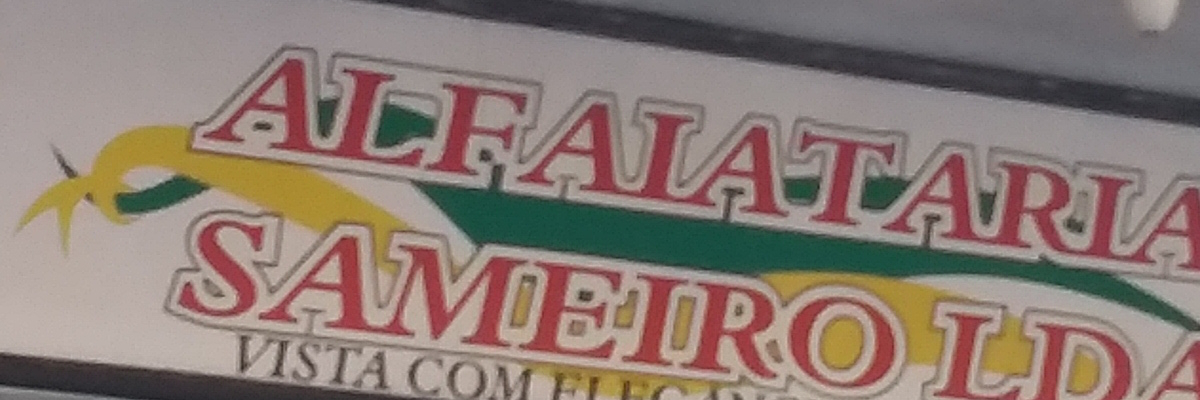 ALFAIATARIA
SAMEIRO LDA
VISTA COM